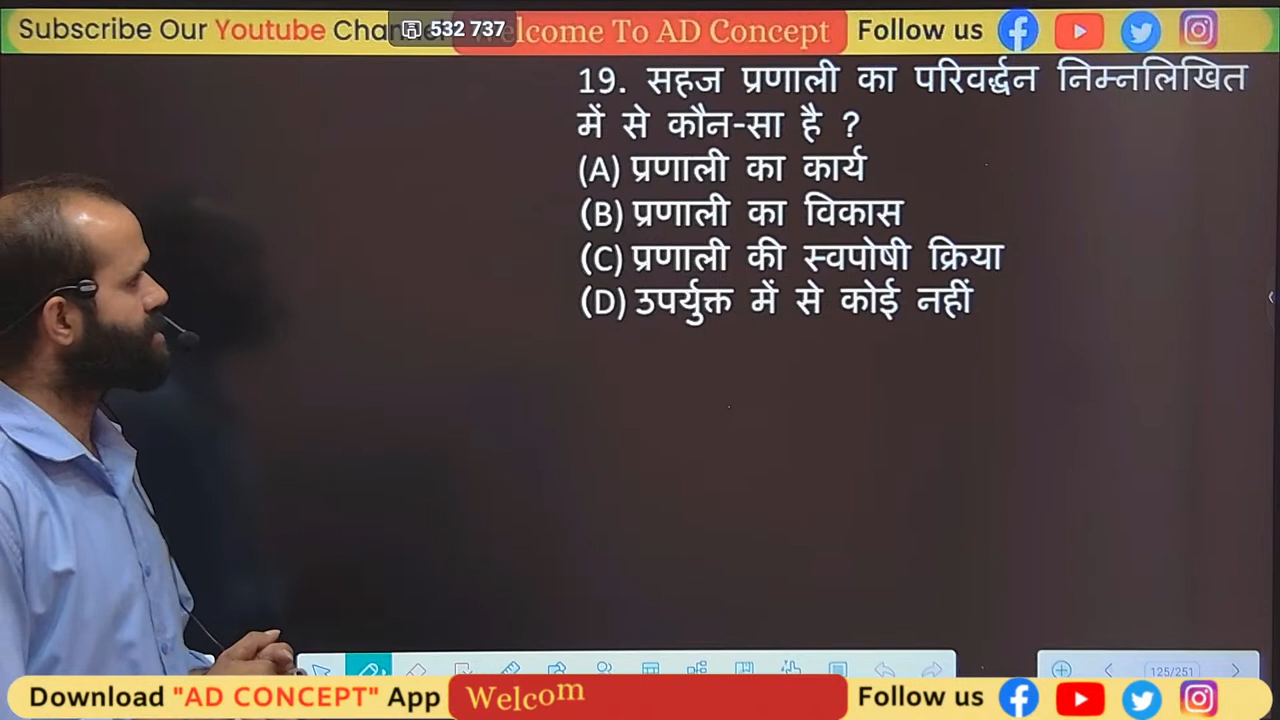 Subscribe Our Youtube Chan
532 737
lcome To AD Concept
Follow us
19. सहज प्रणाली का परिवर्द्धन निम्नलिखित
में से कौन-सा है ?
(A) प्रणाली का कार्य
(B) प्रणाली का विकास
(C) प्रणाली की स्वपोषी क्रिया
(D) उपर्युक्त में से कोई नहीं
125/251
Download "AD CONCEPT" App
Welcom
Follow us